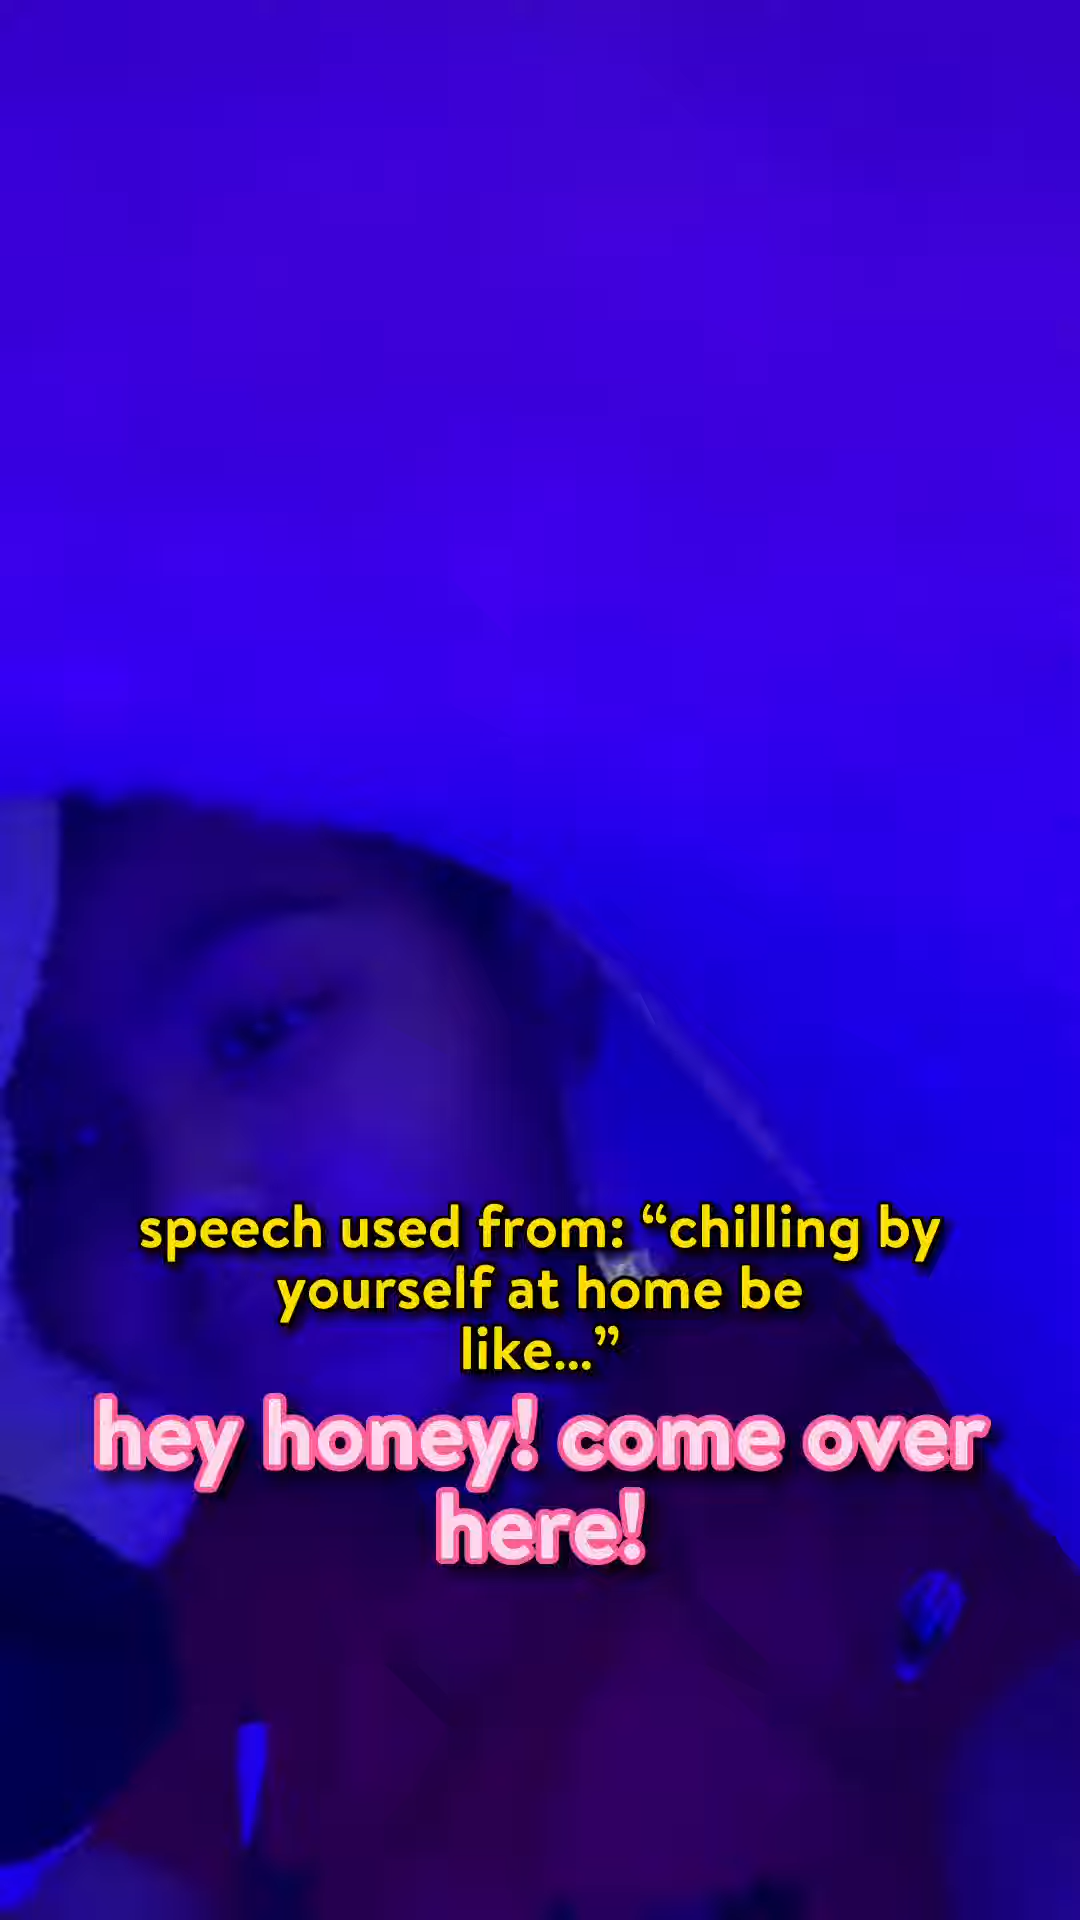 speech used from: “chilling by
yourself at home be
like...”
hey honey! come over
here!